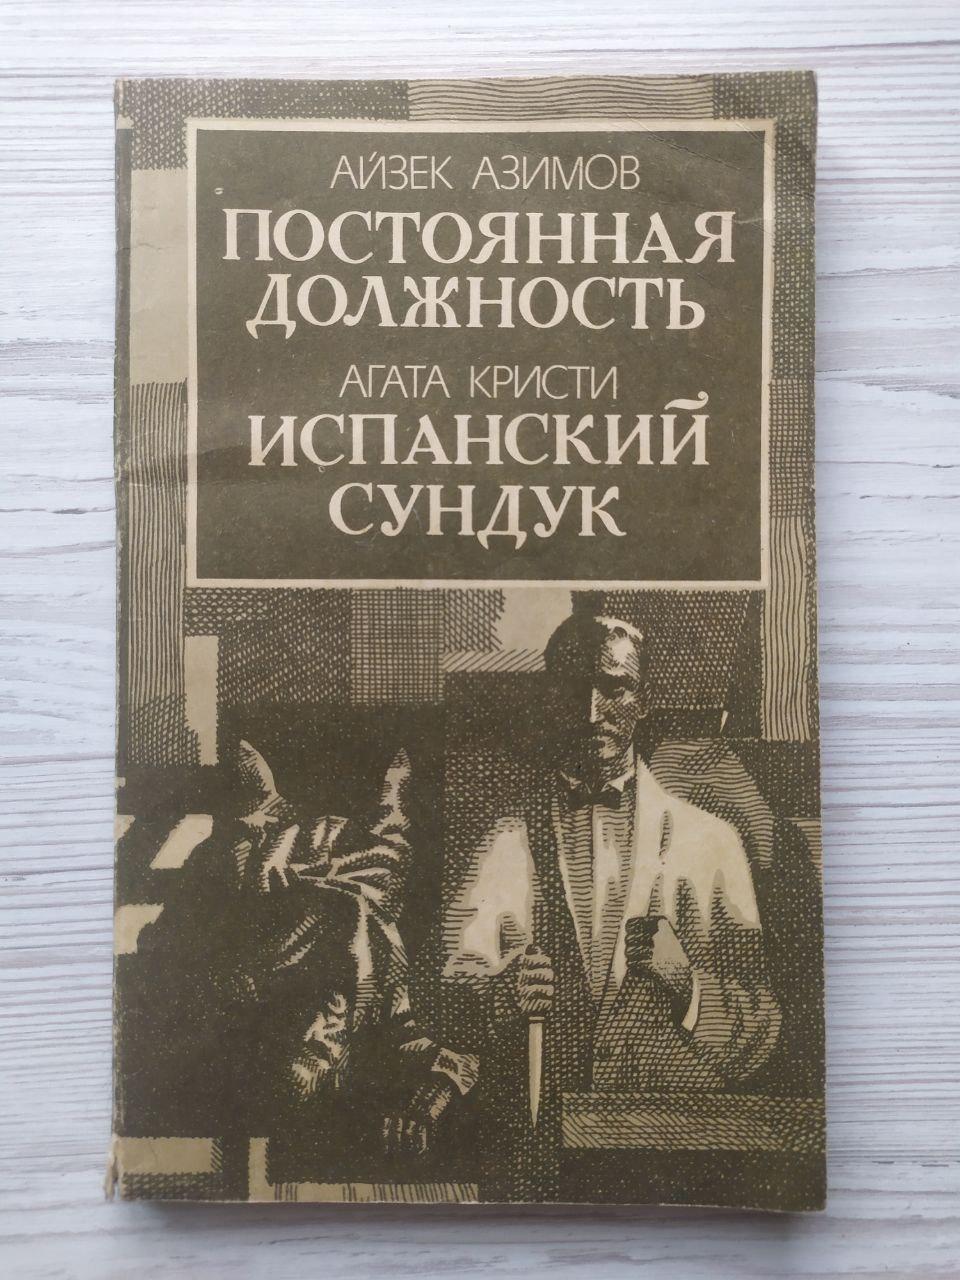 АЙЗЕК АЗИМОВ
ПОСТОЯННАЯ
ДОЛЖНОСТЬ
АГАТА КРИСТИ
ИСПАНСКИЙ
СУНДУК